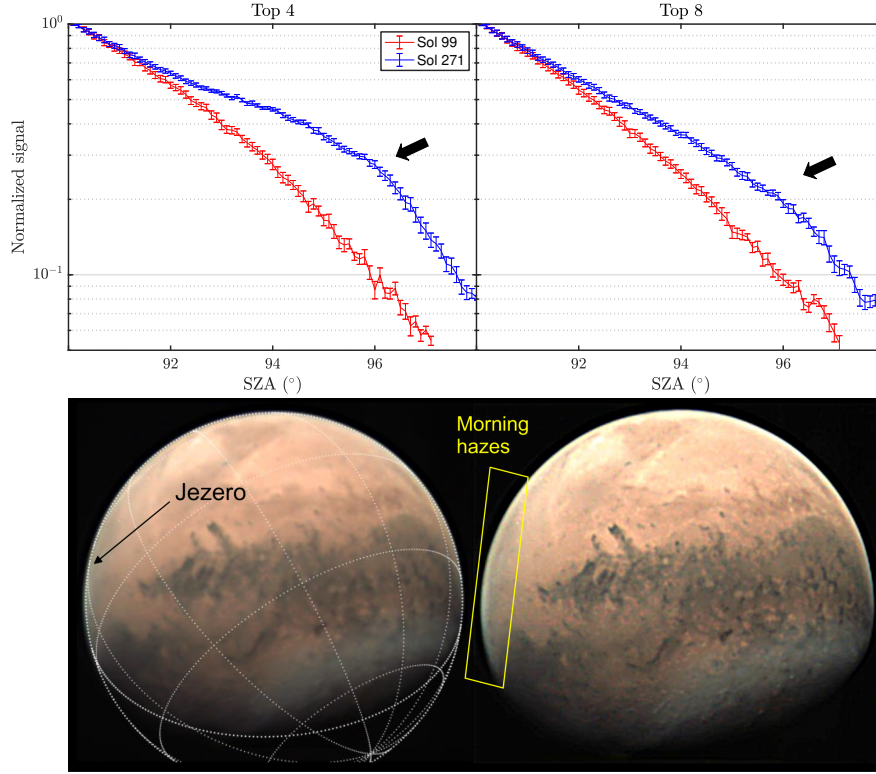 Top 4
Top 8
10^0
Sol 99
Sol 271
Normalized signal
10^-1
92
94
96
92
94
96
SZA (°)
SZA (°)
Morning
hazes
Jezero